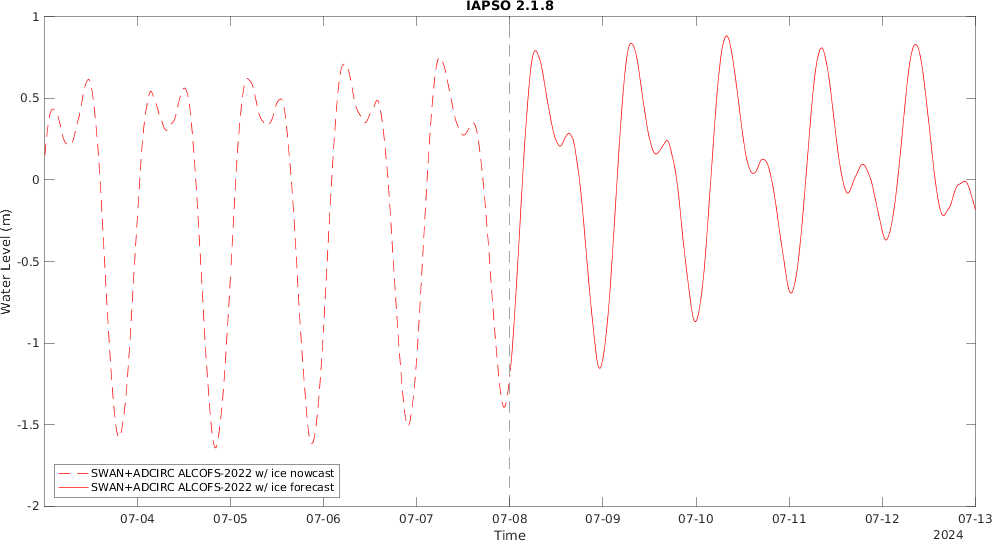 IAPSO 2.1.8
1
0.5
0
-0.5
-1
-1.5
-2
Water Level (m)
SWAN+ADCIRC ALCOFS-2022 w/ ice nowcast
SWAN+ADCIRC ALCOFS-2022 w/ ice forecast
07-04 07-05 07-06 07-07 07-08 07-09 07-10 07-11 07-12 07-13
Time
2024